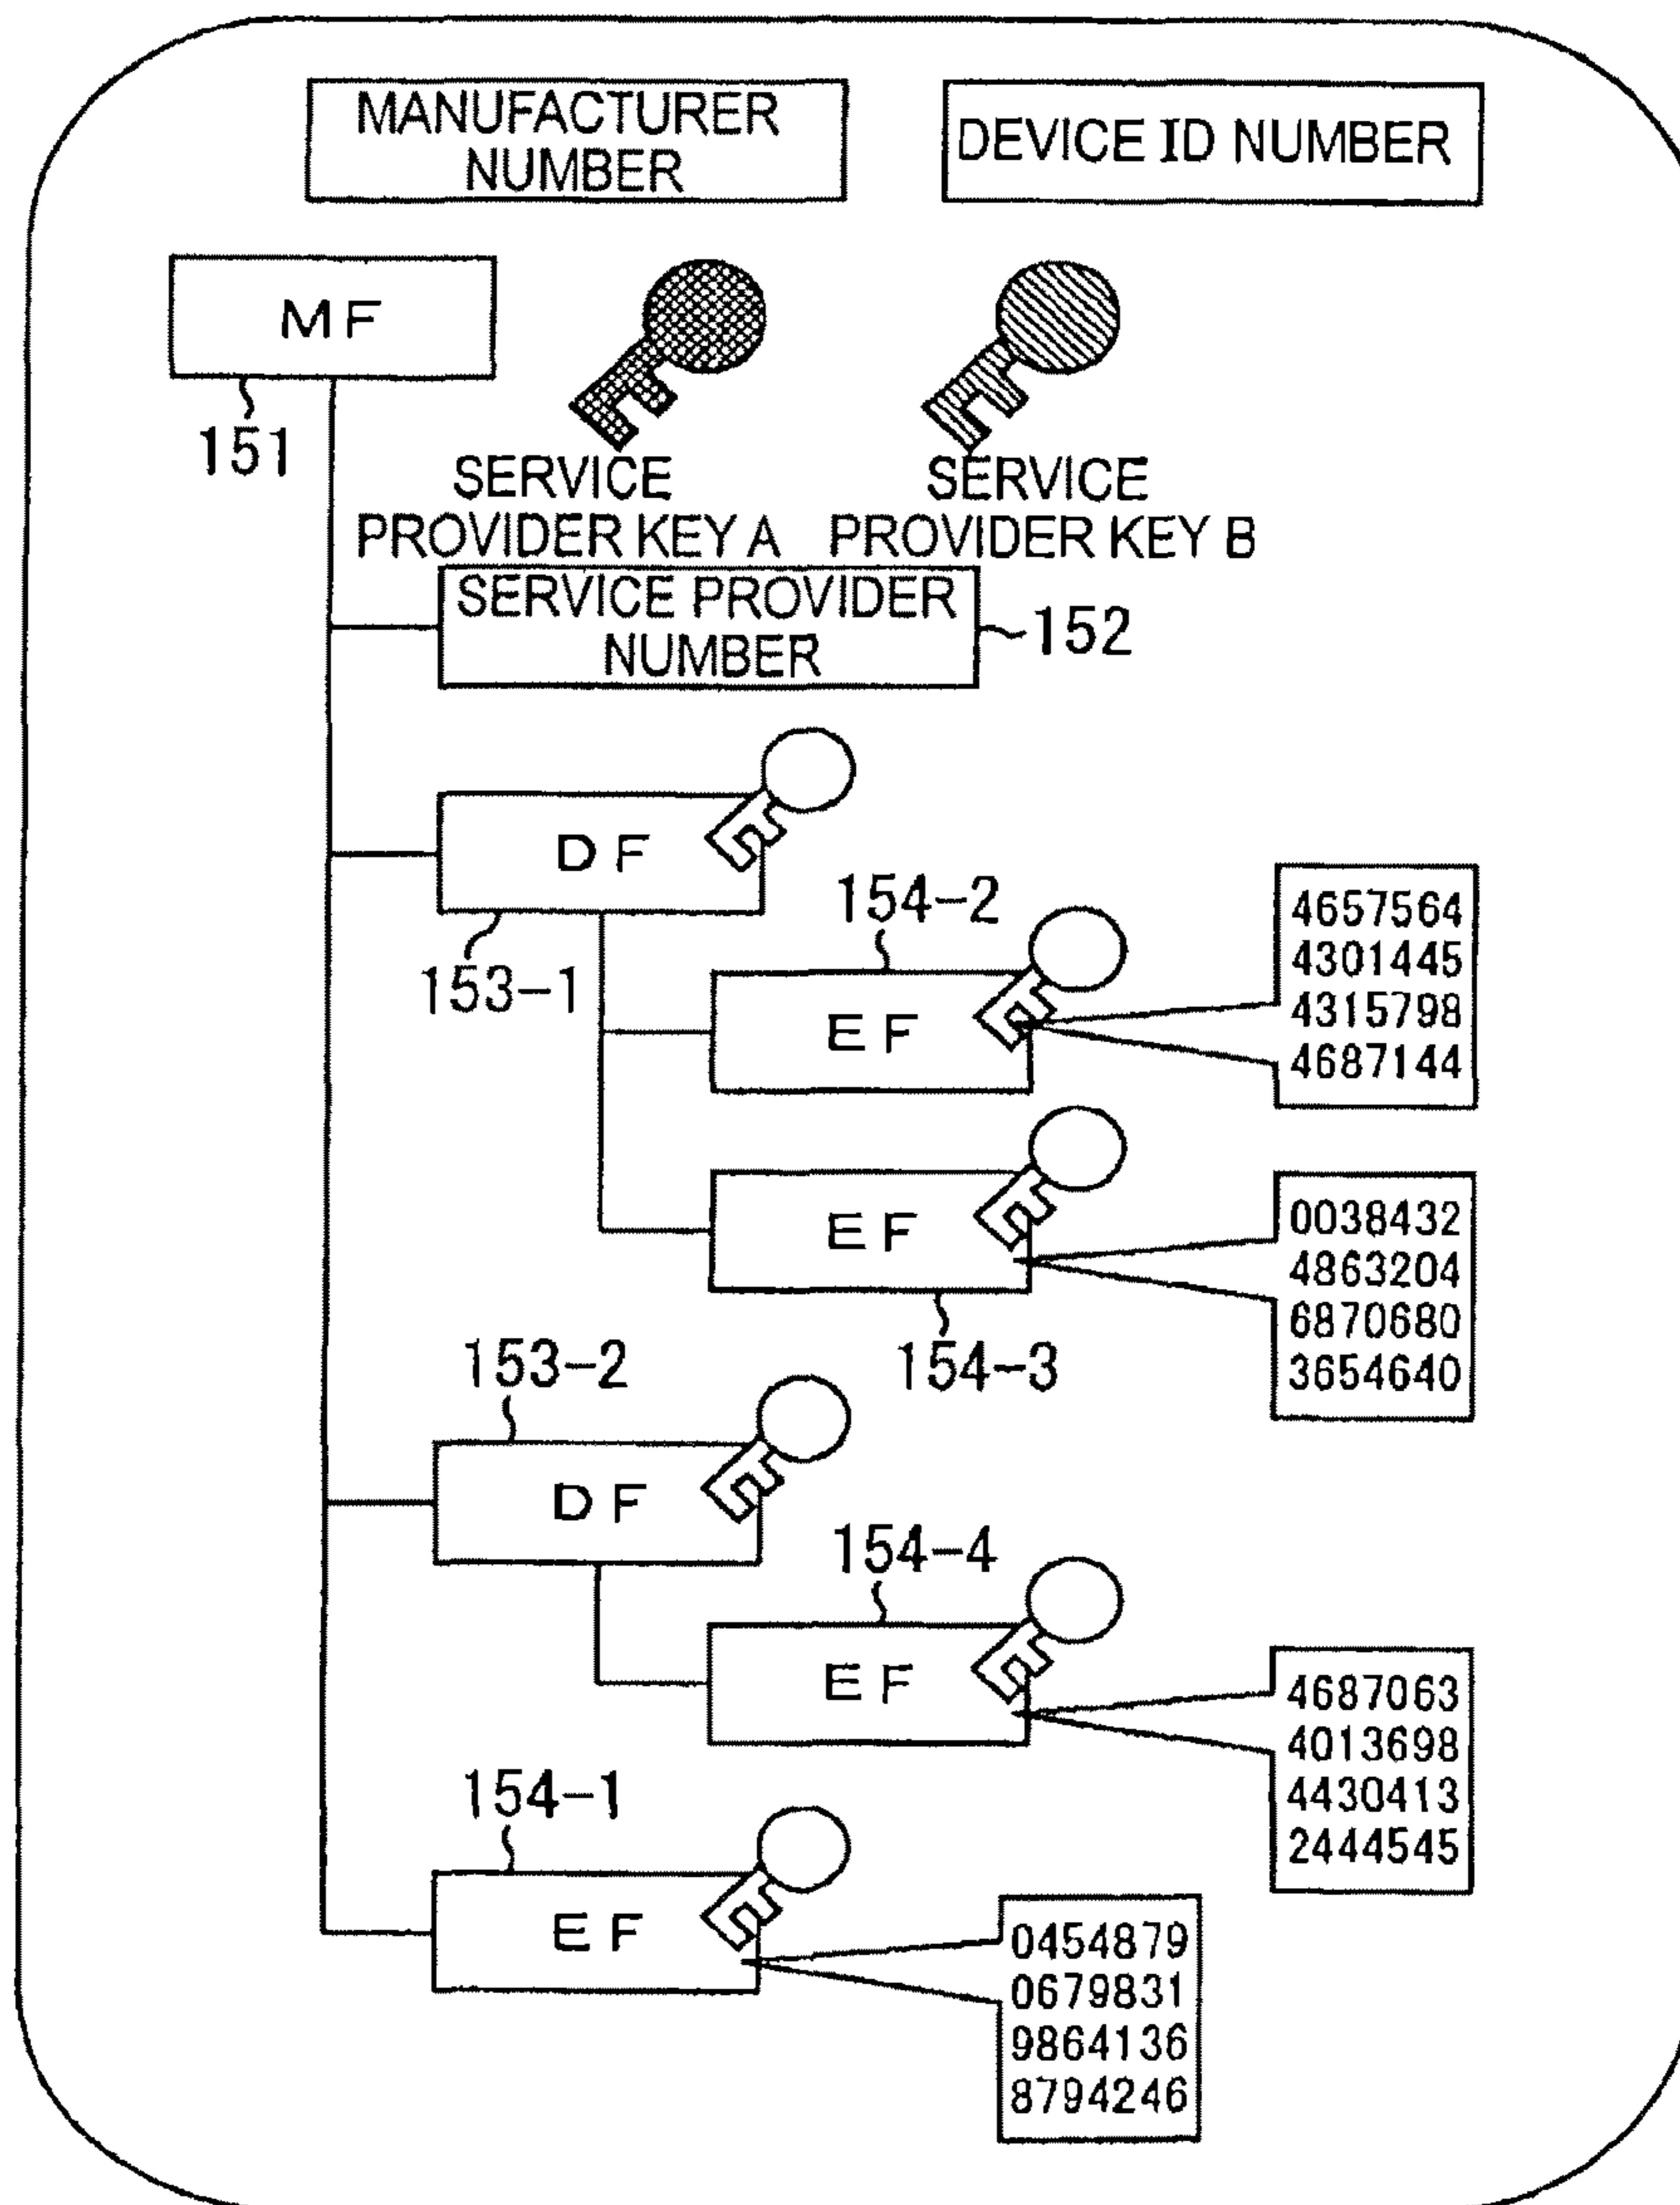 MANUFACTURER
NUMBER
DEVICE ID NUMBER
MF
151
SERVICE
PROVIDER KEY A
SERVICE
PROVIDER KEY B
SERVICE PROVIDER
NUMBER
152
DF
153-1
154-2
EF
4657564
4301445
4315798
4687144
EF
154-3
0038432
4863204
6870680
3654640
153-2
DF
154-4
EF
4687063
4013698
4430413
2444545
154-1
EF
0454879
0679831
9864136
8794246